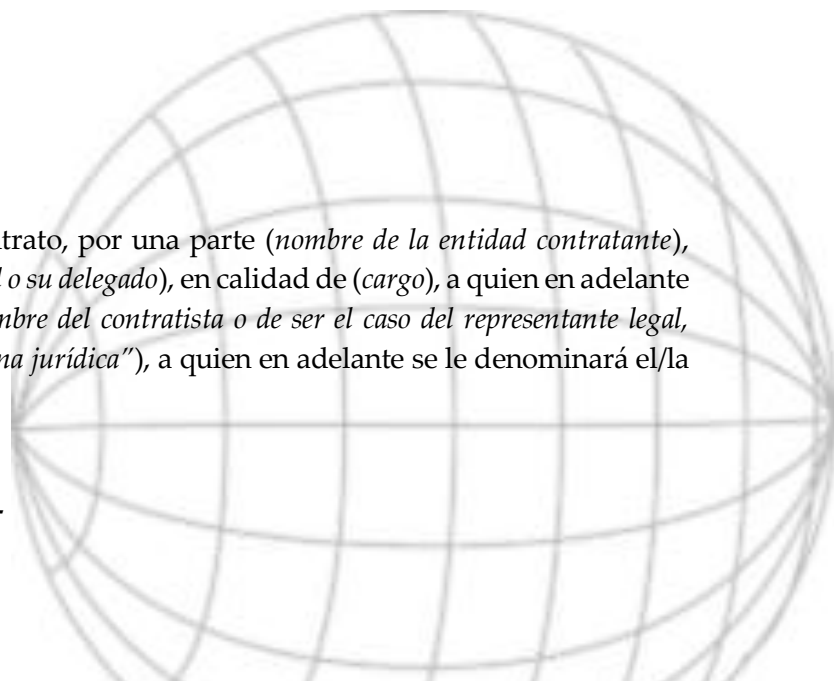 trato, por una parte (nombre de la entidad contratante),
o su delegado), en calidad de (cargo), a quien en adelante
mbre del contratista o de ser el caso del representante legal,
na jurídica”), a quien en adelante se le denominará el/la